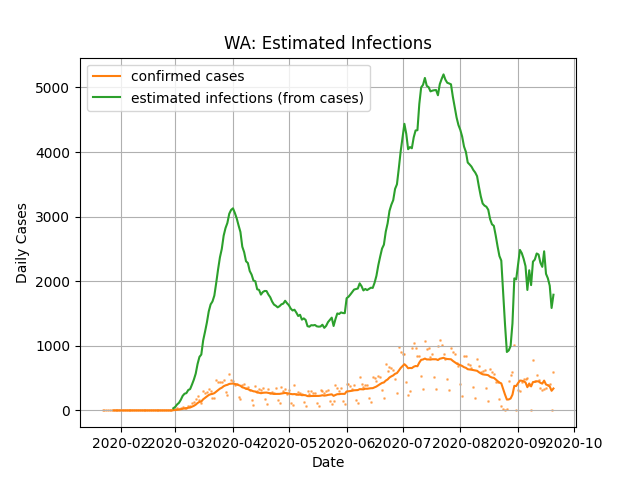 WA: Estimated Infections
confirmed cases
estimated infections (from cases)
Daily Cases
5000
4000
3000
2000
1000
0
2020-02 2020-03 2020-04 2020-05 2020-06 2020-07 2020-08 2020-09 2020-10
Date